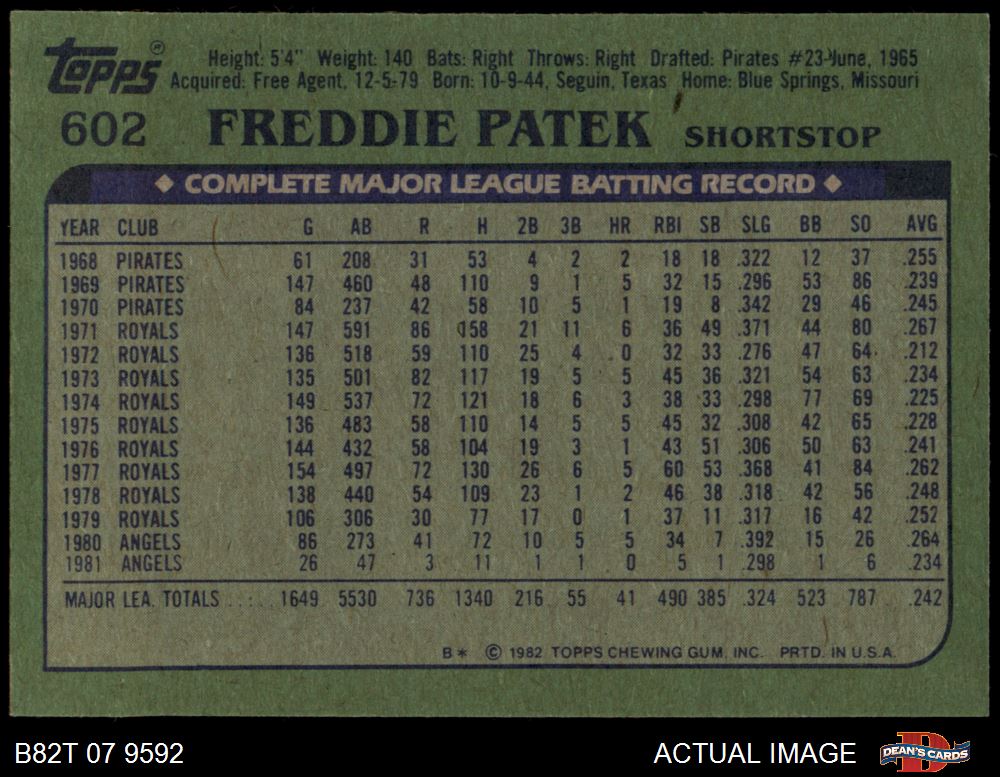 Topps ® Height: 5'4" Weight: 140 Bats: Right Throws: Right Drafted: Pirates #23-June, 1965
Acquired: Free Agent, 12-5-79 Born: 10-9-44, Seguin, Texas Home: Blue Springs, Missouri
602 FREDDIE PATEK SHORTSTOP
◆ COMPLETE MAJOR LEAGUE BATTING RECORD ◆
YEAR CLUB G AB R H 2B 3B HR RBI SB SLG BB SO AVG
1968 PIRATES 61 208 31 53 4 2 2 18 18 .322 12 37 .255
1969 PIRATES 147 460 48 110 9 1 5 32 15 .296 53 86 .239
1970 PIRATES 84 237 42 58 10 5 1 19 8 .342 29 46 .245
1971 ROYALS 147 591 86 158 21 11 6 36 49 .371 44 80 .267
1972 ROYALS 136 518 59 110 25 4 0 32 33 .276 47 64 .212
1973 ROYALS 135 501 82 117 19 5 5 45 36 .321 54 63 .234
1974 ROYALS 149 537 72 121 18 6 3 38 33 .298 77 69 .225
1975 ROYALS 136 483 58 110 14 5 5 45 32 .308 42 65 .228
1976 ROYALS 144 432 58 104 19 3 1 43 51 .306 50 63 .241
1977 ROYALS 154 497 72 130 26 6 5 60 53 .368 41 84 .262
1978 ROYALS 138 440 54 109 23 1 2 46 38 .318 42 56 .248
1979 ROYALS 106 306 30 77 17 0 1 37 11 .317 16 42 .252
1980 ANGELS 86 273 41 72 10 5 5 34 7 .392 15 26 .264
1981 ANGELS 26 47 3 11 1 1 0 5 1 .298 1 6 .234
MAJOR LEA. TOTALS ..... 1649 5530 736 1340 216 55 41 490 385 .324 523 787 .242
B* © 1982 TOPPS CHEWING GUM, INC. PRTD. IN U.S.A.
B82T 07 9592 ACTUAL IMAGE DEAN'S CARDS